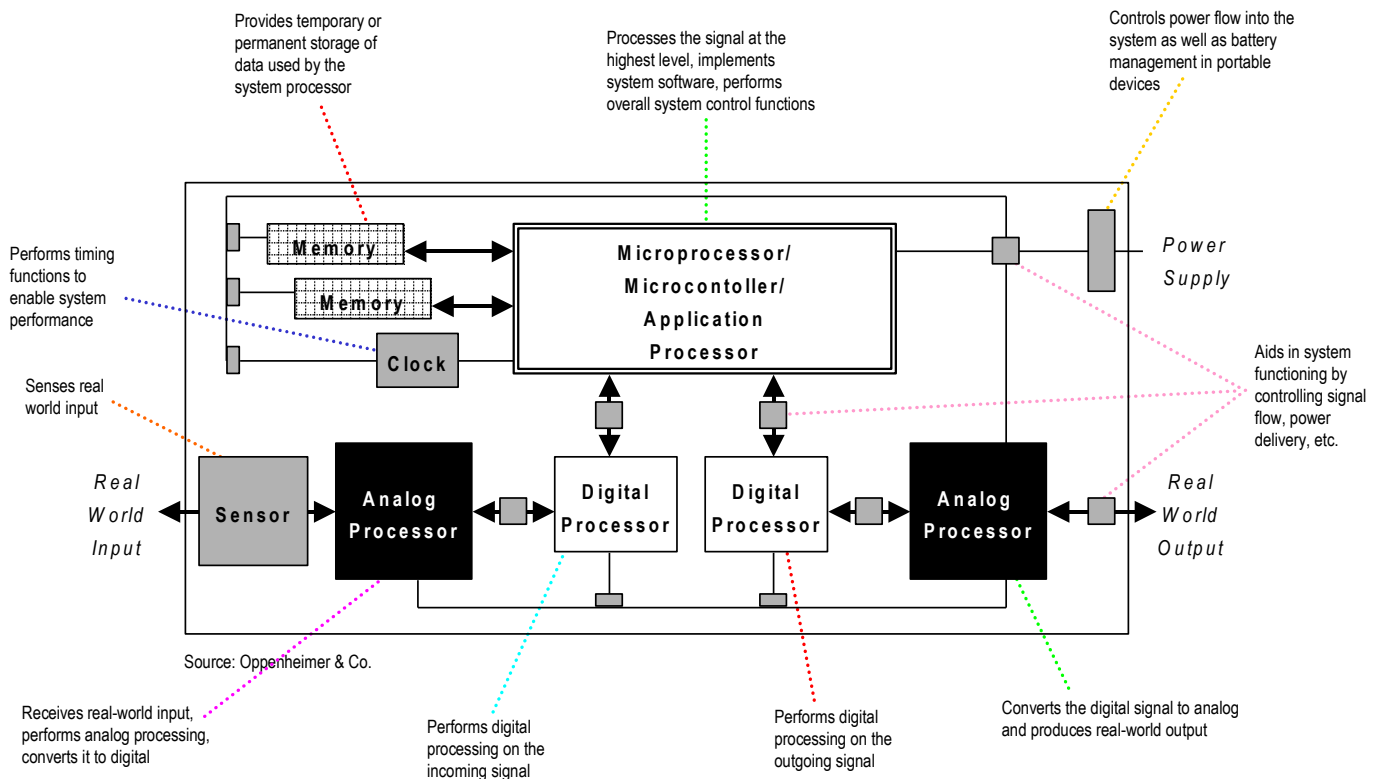 Provides temporary or
permanent storage of
data used by the
system processor
Processes the signal at the
highest level, implements
system software, performs
overall system control functions
Controls power flow into the
system as well as battery
management in portable
devices
Performs timing
functions to
enable system
performance
Memory
Memory
Clock
Microprocessor/
Microcontoller/
Application
Processor
Power
Supply
Senses real
world input
Aids in system
functioning by
controlling signal
flow, power
delivery, etc.
Real
World
Input
Sensor
Analog
Processor
Digital
Processor
Digital
Processor
Analog
Processor
Real
World
Output
Source: Oppenheimer & Co.
Receives real-world input,
performs analog processing,
converts it to digital
Performs digital
processing on the
incoming signal
Performs digital
processing on the
outgoing signal
Converts the digital signal to analog
and produces real-world output